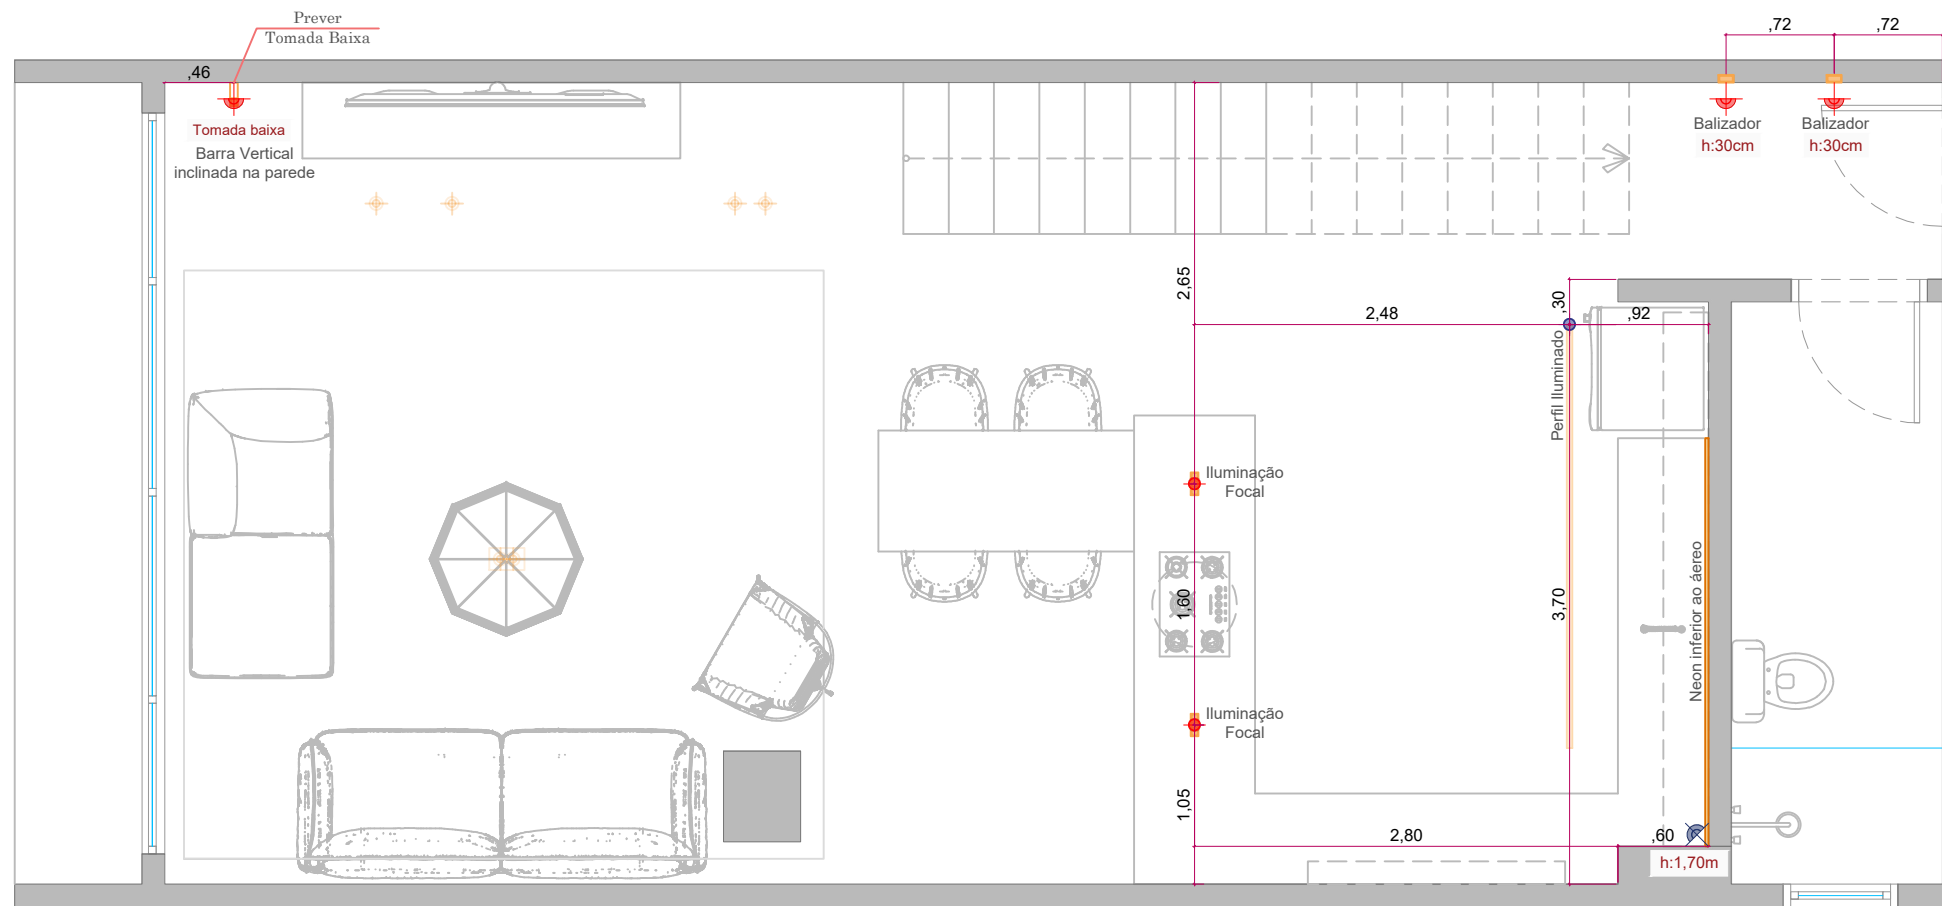 Prever
Tomada Baixa
,72
,72
,46
Tomada baixa
Barra Vertical
inclinada na parede
Balizador
h:30cm
Balizador
h:30cm
2,65
2,48
,30
,92
Perfil Iluminado
Iluminação
Focal
1,60
3,70
Neon inferior ao áereo
Iluminação
Focal
1,05
2,80
,60
h:1,70m